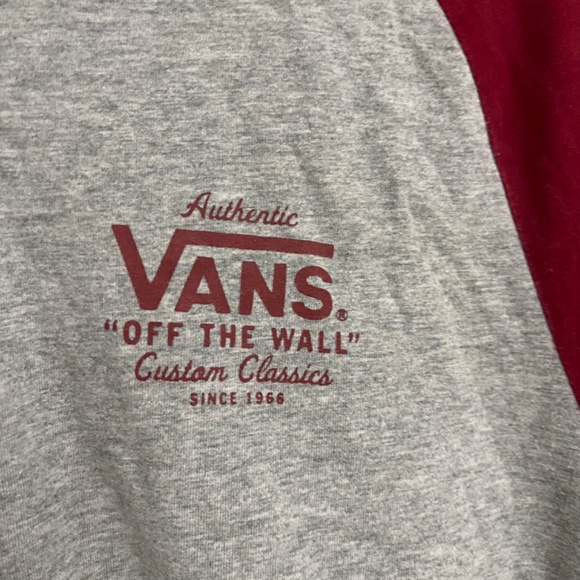 Authentic
VANS®
"OFF THE WALL"
Custom Classics
SINCE 1966